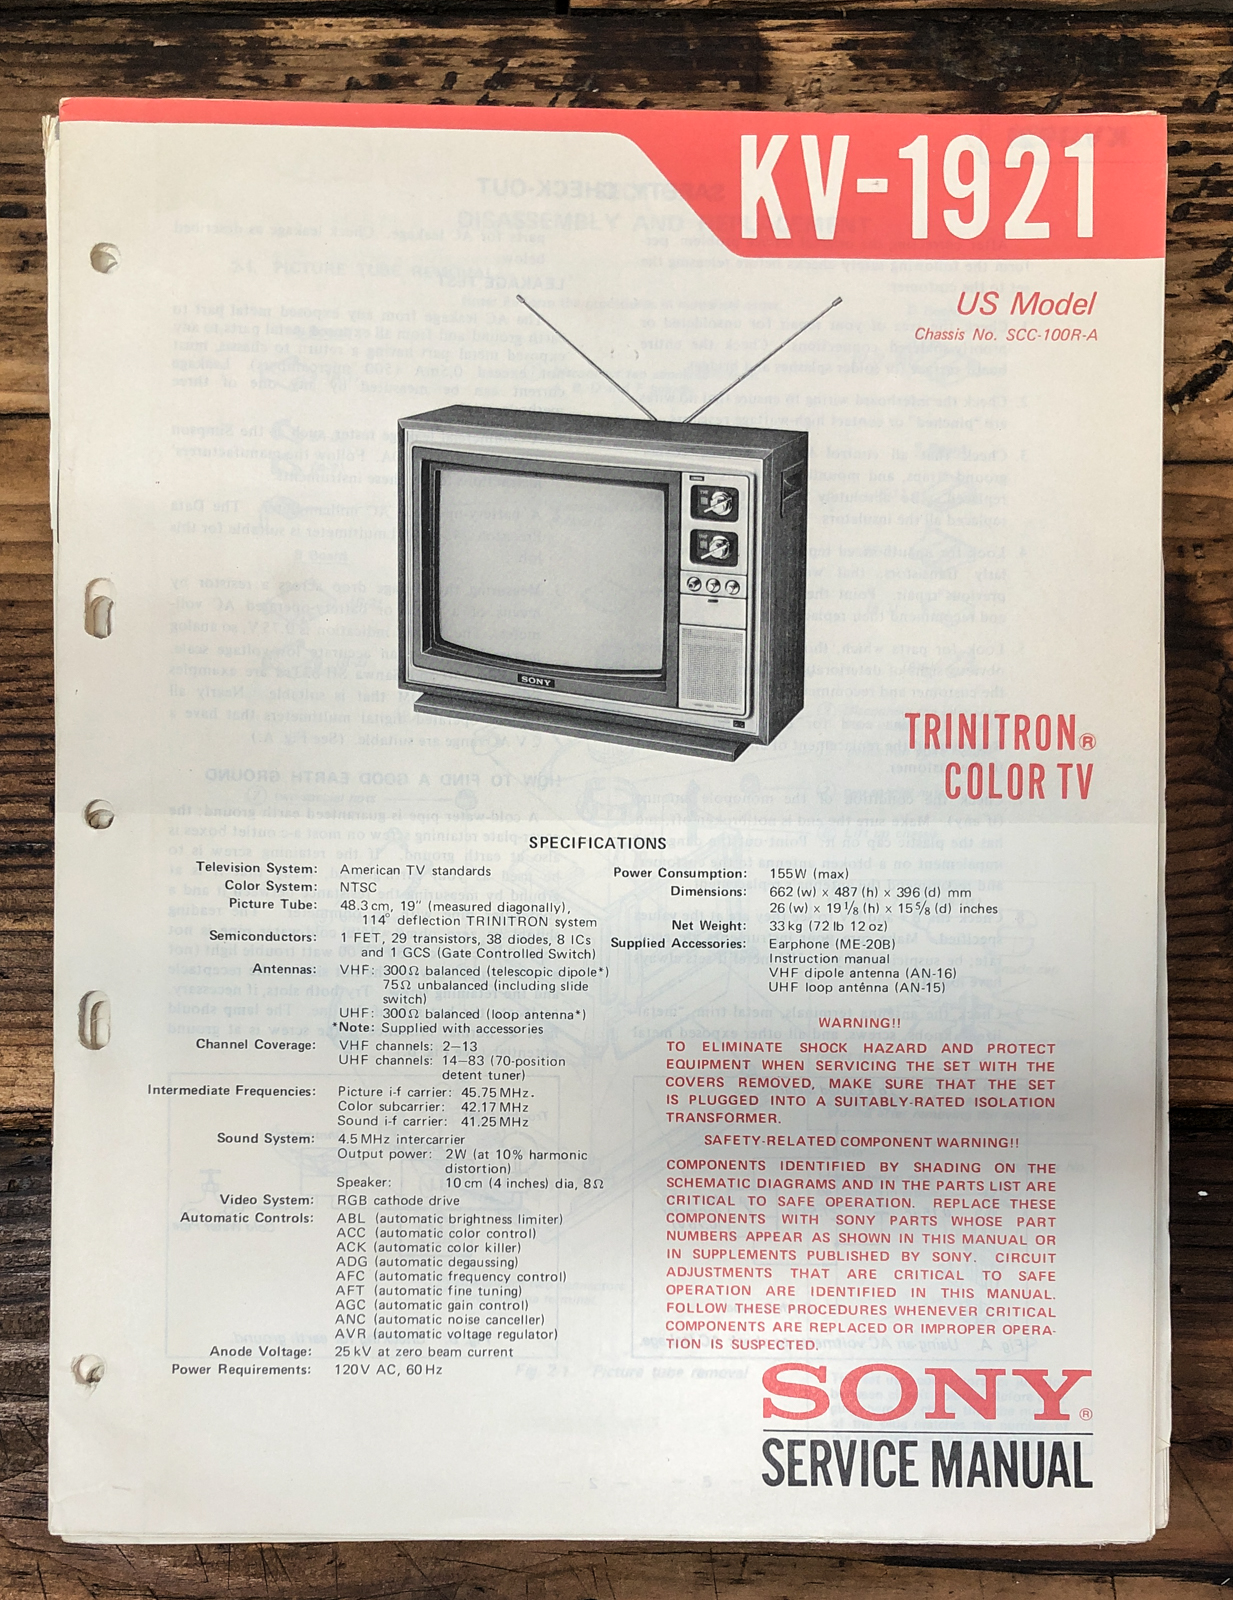 KV-1921
US Model
Chassis No. SCC-100R-A
SONY
TRINITRON®
COLOR TV
SPECIFICATIONS
Television System: American TV standards
Color System: NTSC
Picture Tube: 48.3 cm, 19" (measured diagonally),
114° deflection TRINITRON system
Semiconductors: 1 FET, 29 transistors, 38 diodes, 8 ICs
and 1 GCS (Gate Controlled Switch)
Antennas: VHF: 300Ω balanced (telescopic dipole*)
75Ω unbalanced (including slide
switch)
UHF: 300Ω balanced (loop antenna*)
*Note: Supplied with accessories
Channel Coverage: VHF channels: 2–13
UHF channels: 14–83 (70-position
detent tuner)
Intermediate Frequencies: Picture i-f carrier: 45.75 MHz.
Color subcarrier: 42.17 MHz
Sound i-f carrier: 41.25 MHz
Sound System: 4.5 MHz intercarrier
Output power: 2W (at 10% harmonic
distortion)
Speaker: 10 cm (4 inches) dia, 8Ω
Video System: RGB cathode drive
Automatic Controls: ABL (automatic brightness limiter)
ACC (automatic color control)
ACK (automatic color killer)
ADG (automatic degaussing)
AFC (automatic frequency control)
AFT (automatic fine tuning)
AGC (automatic gain control)
ANC (automatic noise canceller)
AVR (automatic voltage regulator)
Anode Voltage: 25 kV at zero beam current
Power Requirements: 120V AC, 60 Hz
Power Consumption: 155W (max)
Dimensions: 662 (w) x 487 (h) x 396 (d) mm
26 (w) x 19 1/8 (h) x 15 5/8 (d) inches
Net Weight: 33 kg (72 lb 12 oz)
Supplied Accessories: Earphone (ME-20B)
Instruction manual
VHF dipole antenna (AN-16)
UHF loop anténna (AN-15)
WARNING!!
TO ELIMINATE SHOCK HAZARD AND PROTECT
EQUIPMENT WHEN SERVICING THE SET WITH THE
COVERS REMOVED, MAKE SURE THAT THE SET
IS PLUGGED INTO A SUITABLY-RATED ISOLATION
TRANSFORMER.
SAFETY-RELATED COMPONENT WARNING!!
COMPONENTS IDENTIFIED BY SHADING ON THE
SCHEMATIC DIAGRAMS AND IN THE PARTS LIST ARE
CRITICAL TO SAFE OPERATION. REPLACE THESE
COMPONENTS WITH SONY PARTS WHOSE PART
NUMBERS APPEAR AS SHOWN IN THIS MANUAL OR
IN SUPPLEMENTS PUBLISHED BY SONY. CIRCUIT
ADJUSTMENTS THAT ARE CRITICAL TO SAFE
OPERATION ARE IDENTIFIED IN THIS MANUAL.
FOLLOW THESE PROCEDURES WHENEVER CRITICAL
COMPONENTS ARE REPLACED OR IMPROPER OPERA-
TION IS SUSPECTED.
SONY®
SERVICE MANUAL